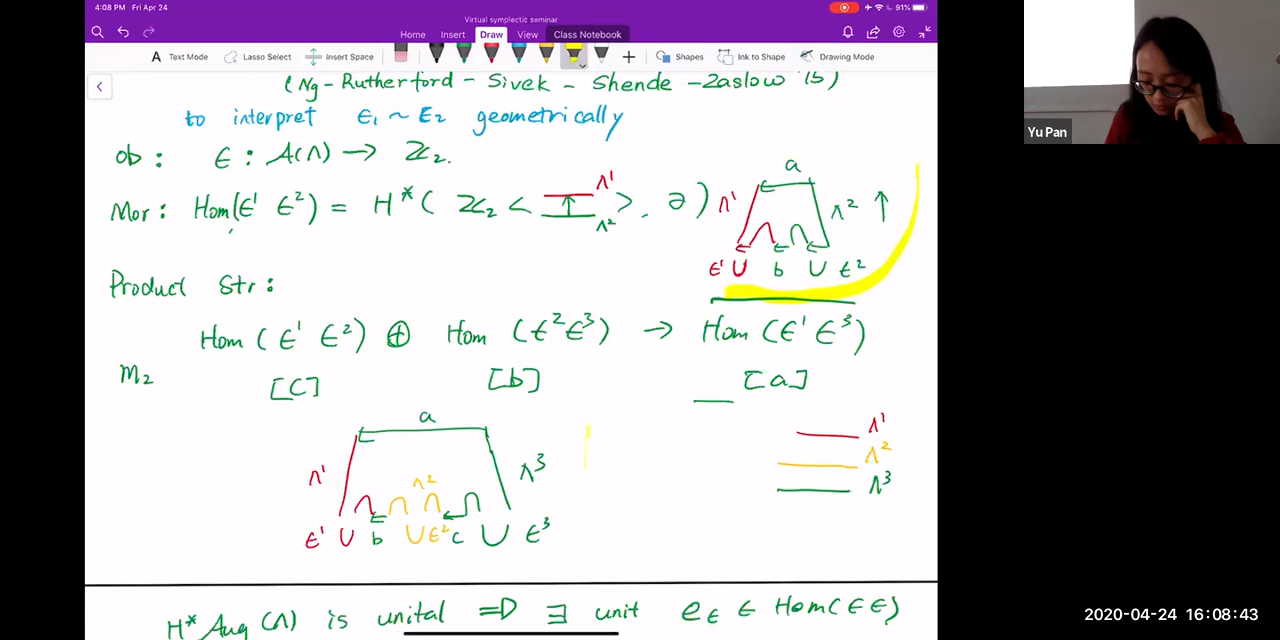 4:08 PM Fri Apr 24
91%
Virtual symplectic seminar
Home Insert Draw View Class Notebook
Text Mode Lasso Select Insert Space Shapes Ink to Shape Drawing Mode
(Ng - Rutherford - Sivek - Shende - Zaslow '15)
to interpret ε₁ ~ ε₂ geometrically
ob : ε : A(Λ) → Z₂.
Mor : Hom(ε¹ ε²) = H*( Z₂ < Λ¹ Λ² >, ∂ )
a
Λ¹ Λ²
ε¹ b ε²
Product Str :
Hom (ε¹ ε²) ⊕ Hom (ε² ε³) → Hom (ε¹ ε³)
m₂ [c] [b] [a]
a
Λ¹ Λ² Λ³
ε¹ b ε² c ε³
Λ¹
Λ²
Λ³
H* Aug (Λ) is unital ⇒ ∃ unit e_ε ∈ Hom(ε ε)
Yu Pan
2020-04-24 16:08:43